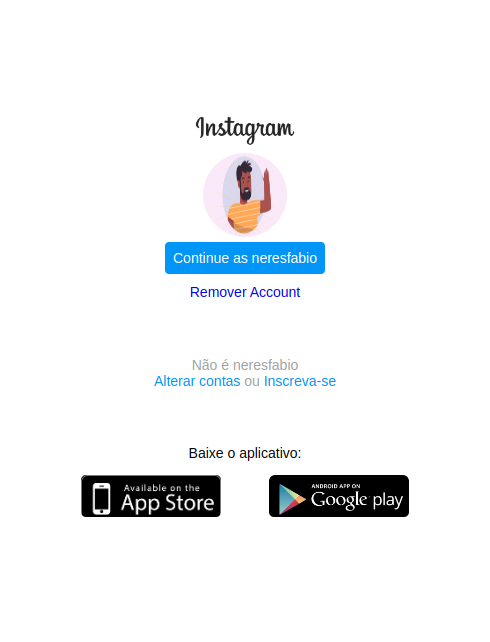 Instagram
Continue as neresfabio
Remover Account
Não é neresfabio
Alterar contas ou Inscreva-se
Baixe o aplicativo:
Available on the
App Store
ANDROID APP ON
Google play